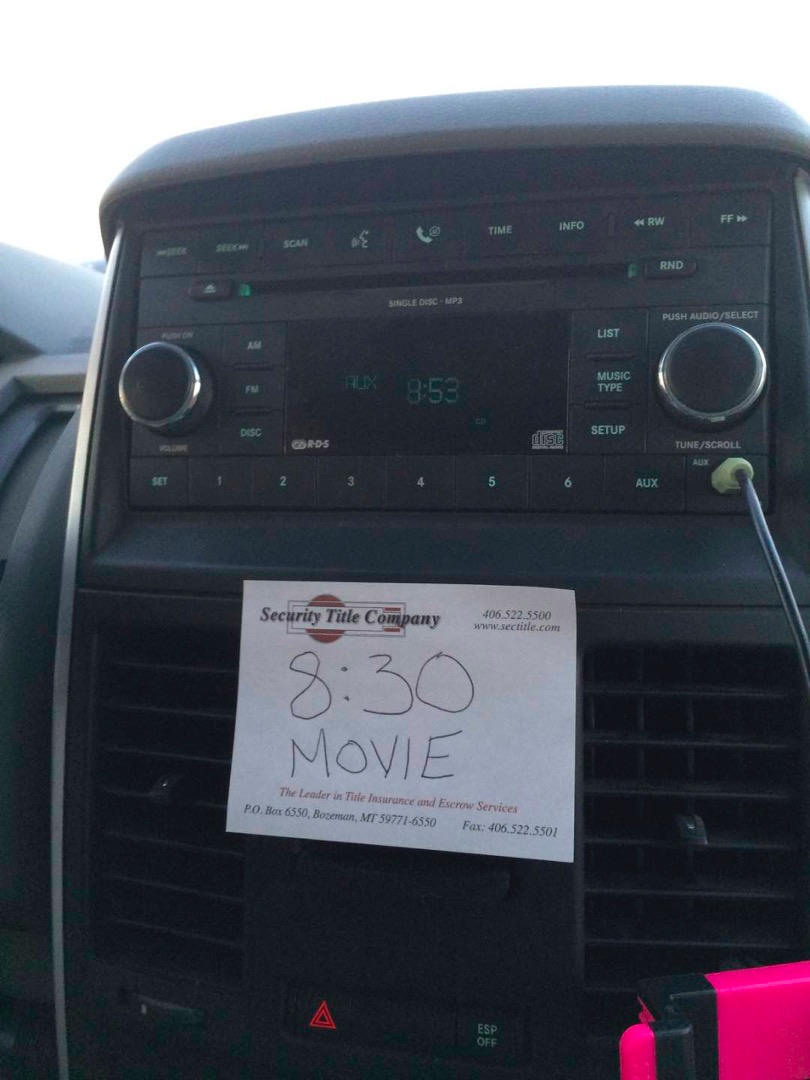 ⏮SEEK SEEK⏭ SCAN TIME INFO ◀◀ RW FF ▶▶
RND
SINGLE DISC - MP3
PUSH ON
PUSH AUDIO/SELECT
AM
LIST
FM
AUX 8:53
MUSIC
TYPE
CD
DISC
RDS
disc
SETUP
VOLUME
TUNE/SCROLL
SET 1 2 3 4 5 6 AUX
AUX
Security Title Company
406.522.5500
www.sectitle.com
8:30
MOVIE
The Leader in Title Insurance and Escrow Services
P.O. Box 6550, Bozeman, MT 59771-6550 Fax: 406.522.5501
ESP
OFF